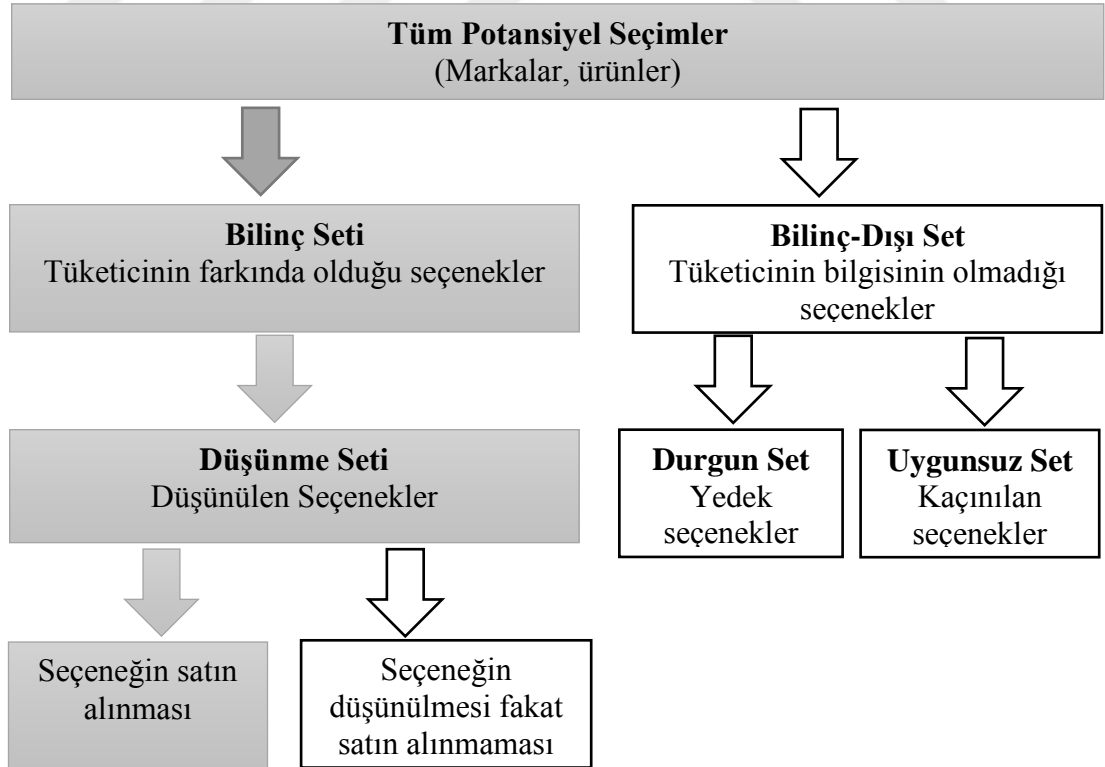 Tüm Potansiyel Seçimler
(Markalar, ürünler)
Bilinç Seti
Tüketicinin farkında olduğu seçenekler
Bilinç-Dışı Set
Tüketicinin bilgisinin olmadığı
seçenekler
Düşünme Seti
Düşünülen Seçenekler
Durgun Set
Yedek
seçenekler
Uygunsuz Set
Kaçınılan
seçenekler
Seçeneğin satın
alınması
Seçeneğin
düşünülmesi fakat
satın alınmaması